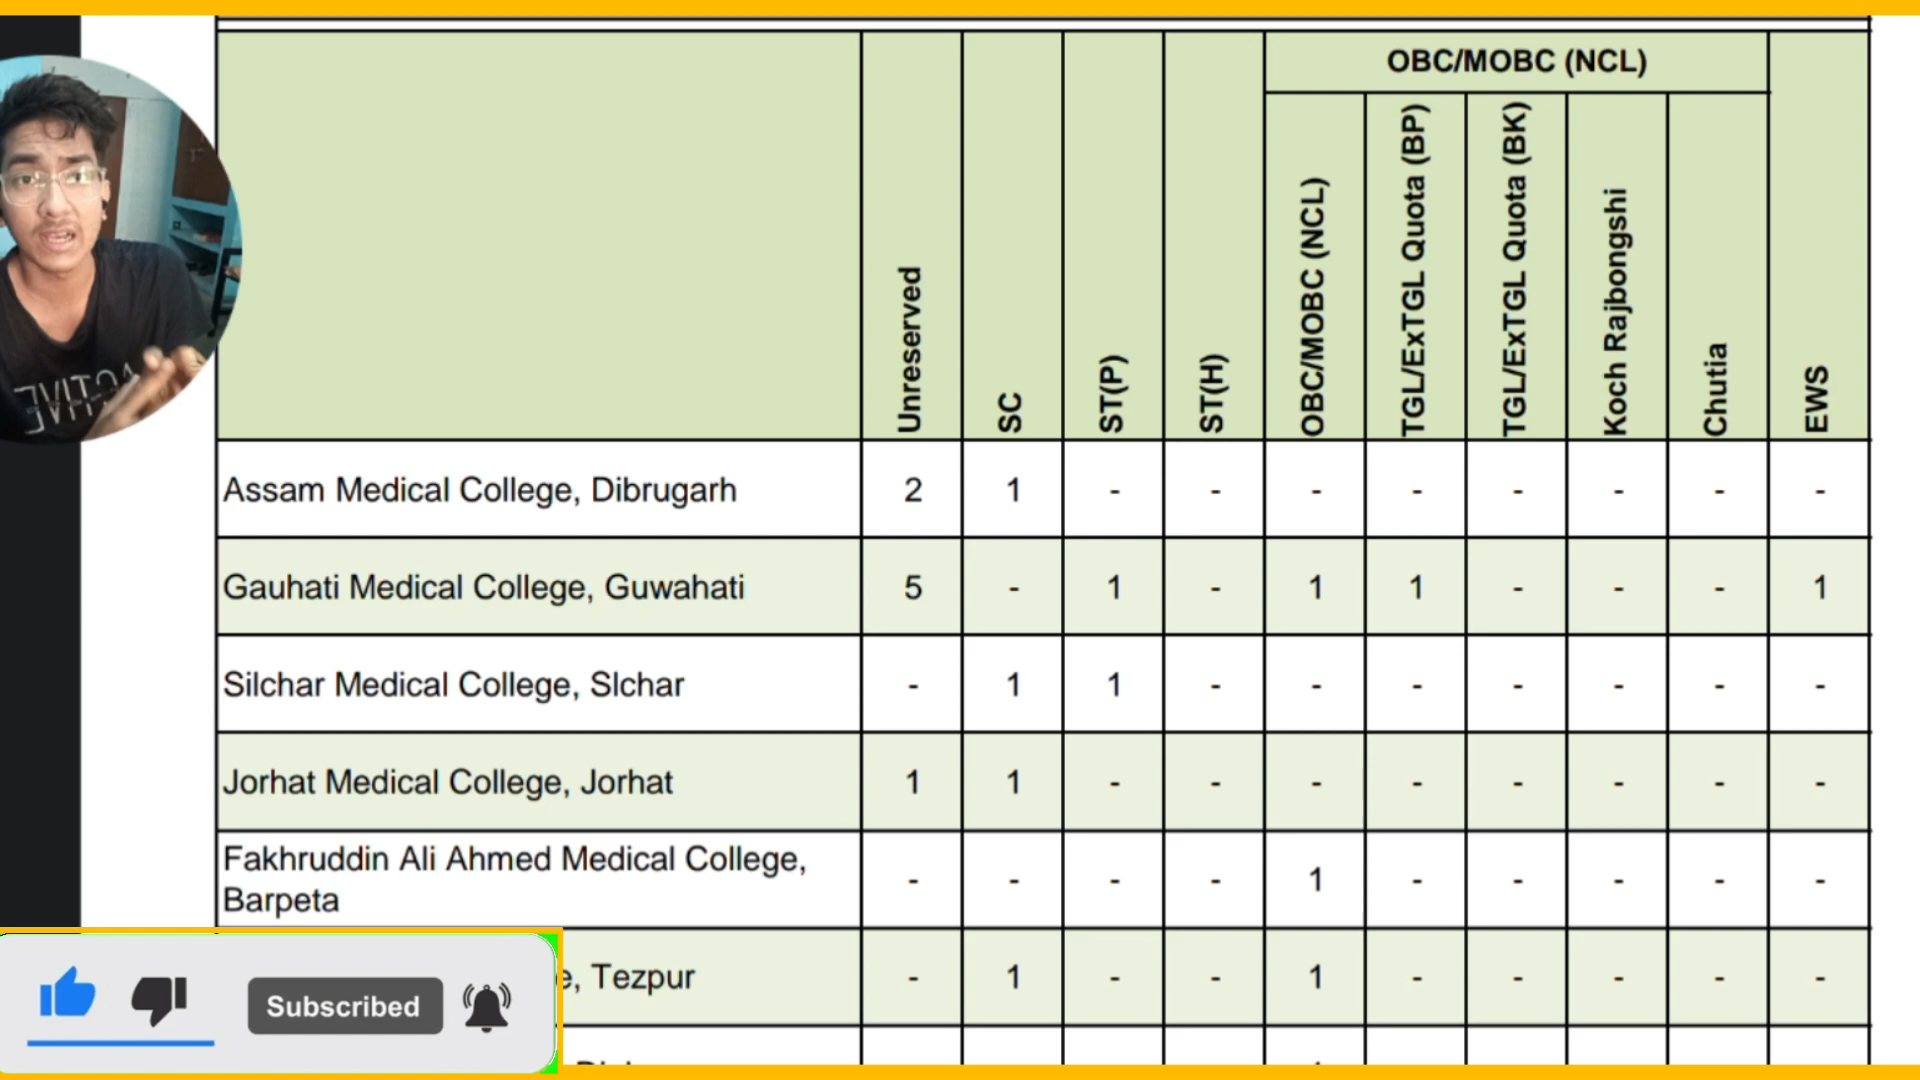 OBC/MOBC (NCL)
Unreserved
SC
ST(P)
ST(H)
OBC/MOBC (NCL)
TGL/ExTGL Quota (BP)
TGL/ExTGL Quota (BK)
Koch Rajbongshi
Chutia
EWS
Assam Medical College, Dibrugarh 2 1 - - - - - - - -
Gauhati Medical College, Guwahati 5 - 1 - 1 1 - - - 1
Silchar Medical College, Slchar - 1 1 - - - - - - -
Jorhat Medical College, Jorhat 1 1 - - - - - - - -
Fakhruddin Ali Ahmed Medical College,
Barpeta - - - - 1 - - - - -
e, Tezpur - 1 - - 1 - - - - -
Subscribed